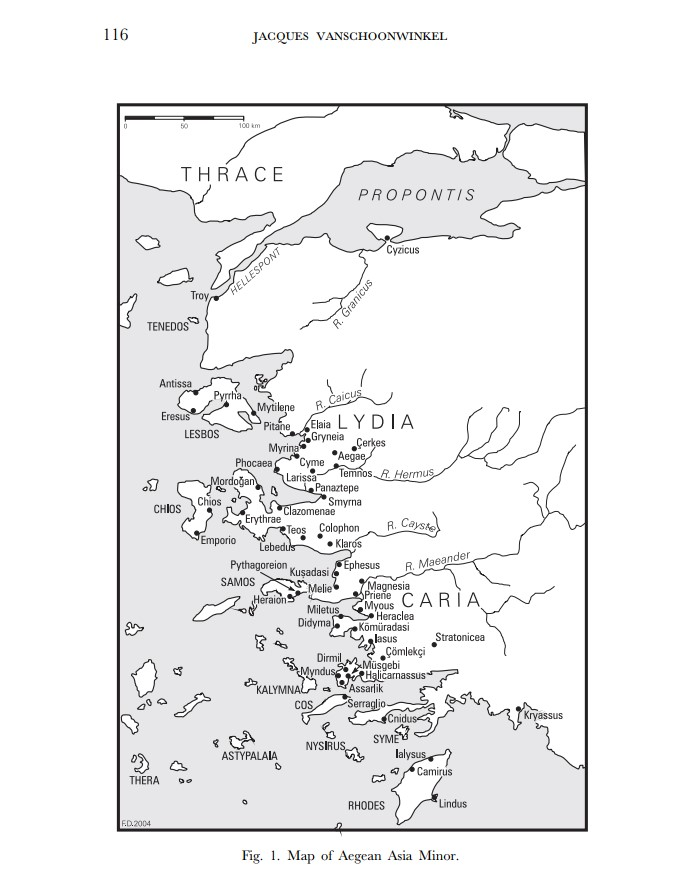 116
JACQUES VANSCHOONWINKEL
0 50 100 km
THRACE
PROPONTIS
Cyzicus
HELLESPONT
Troy
R. Granicus
TENEDOS
Antissa
Pyrrha
R. Caicus
Mytilene
Eresus
LYDIA
Pitane
Elaia
LESBOS
Gryneia
Çerkes
Myrina
Aegae
Phocaea
Cyme
Temnos
R. Hermus
Larissa
Mordoğan
Panaztepe
Smyrna
Chios
CHIOS
Clazomenae
Erythrae
R. Cayste
Teos
Colophon
Emporio
Lebedus
Klaros
R. Maeander
Pythagoreion
Kuşadasi
Ephesus
SAMOS
Melie
Magnesia
Heraion
Priene
CARIA
Miletus
Myous
Heraclea
Didyma
Kömüradasi
Iasus
Stratonicea
Çömlekçi
Dirmil
Müsgebi
Myndus
Halicarnassus
KALYMNA
Assarlik
COS
Serraglio
Cnidus
Kryassus
SYME
NYSIRUS
ASTYPALAIA
Ialysus
Camirus
THERA
RHODES
Lindus
F.D.2004
Fig. 1. Map of Aegean Asia Minor.